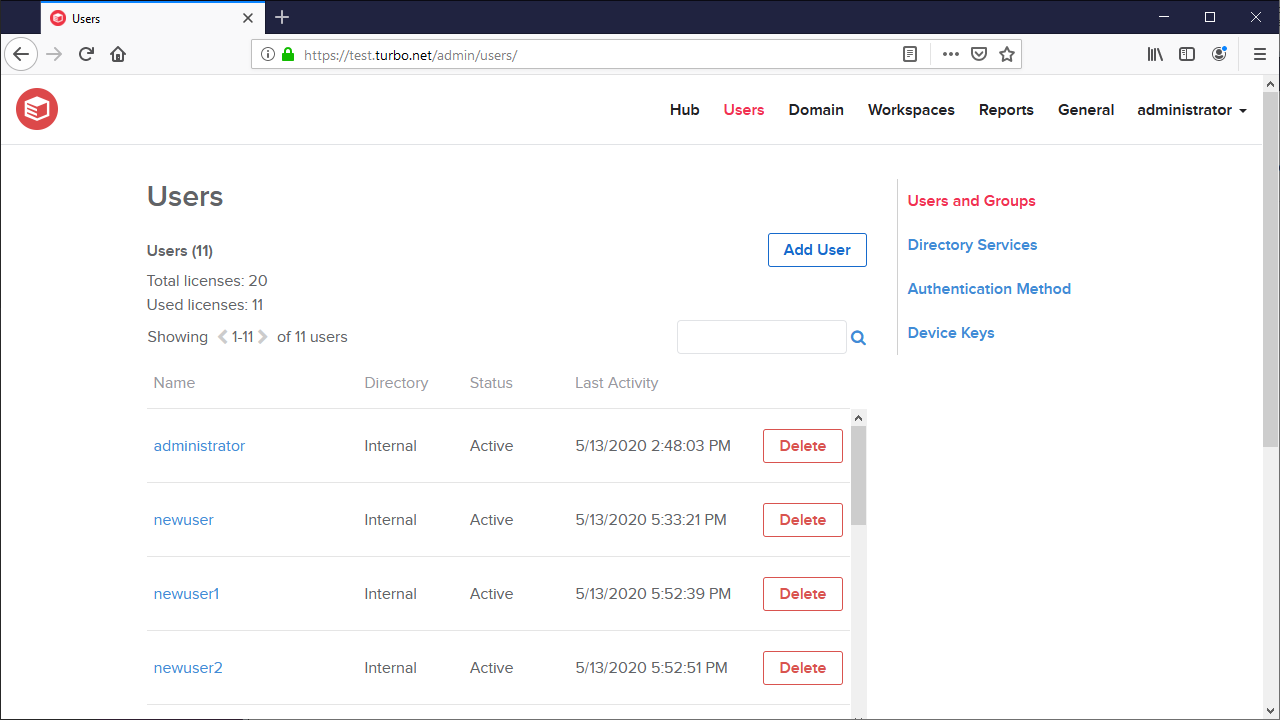 Users
https://test.turbo.net/admin/users/
Hub Users Domain Workspaces Reports General administrator
Users
Users (11)
Add User
Total licenses: 20
Used licenses: 11
Showing 1-11 of 11 users
Users and Groups
Directory Services
Authentication Method
Device Keys
Name Directory Status Last Activity
administrator Internal Active 5/13/2020 2:48:03 PM Delete
newuser Internal Active 5/13/2020 5:33:21 PM Delete
newuser1 Internal Active 5/13/2020 5:52:39 PM Delete
newuser2 Internal Active 5/13/2020 5:52:51 PM Delete